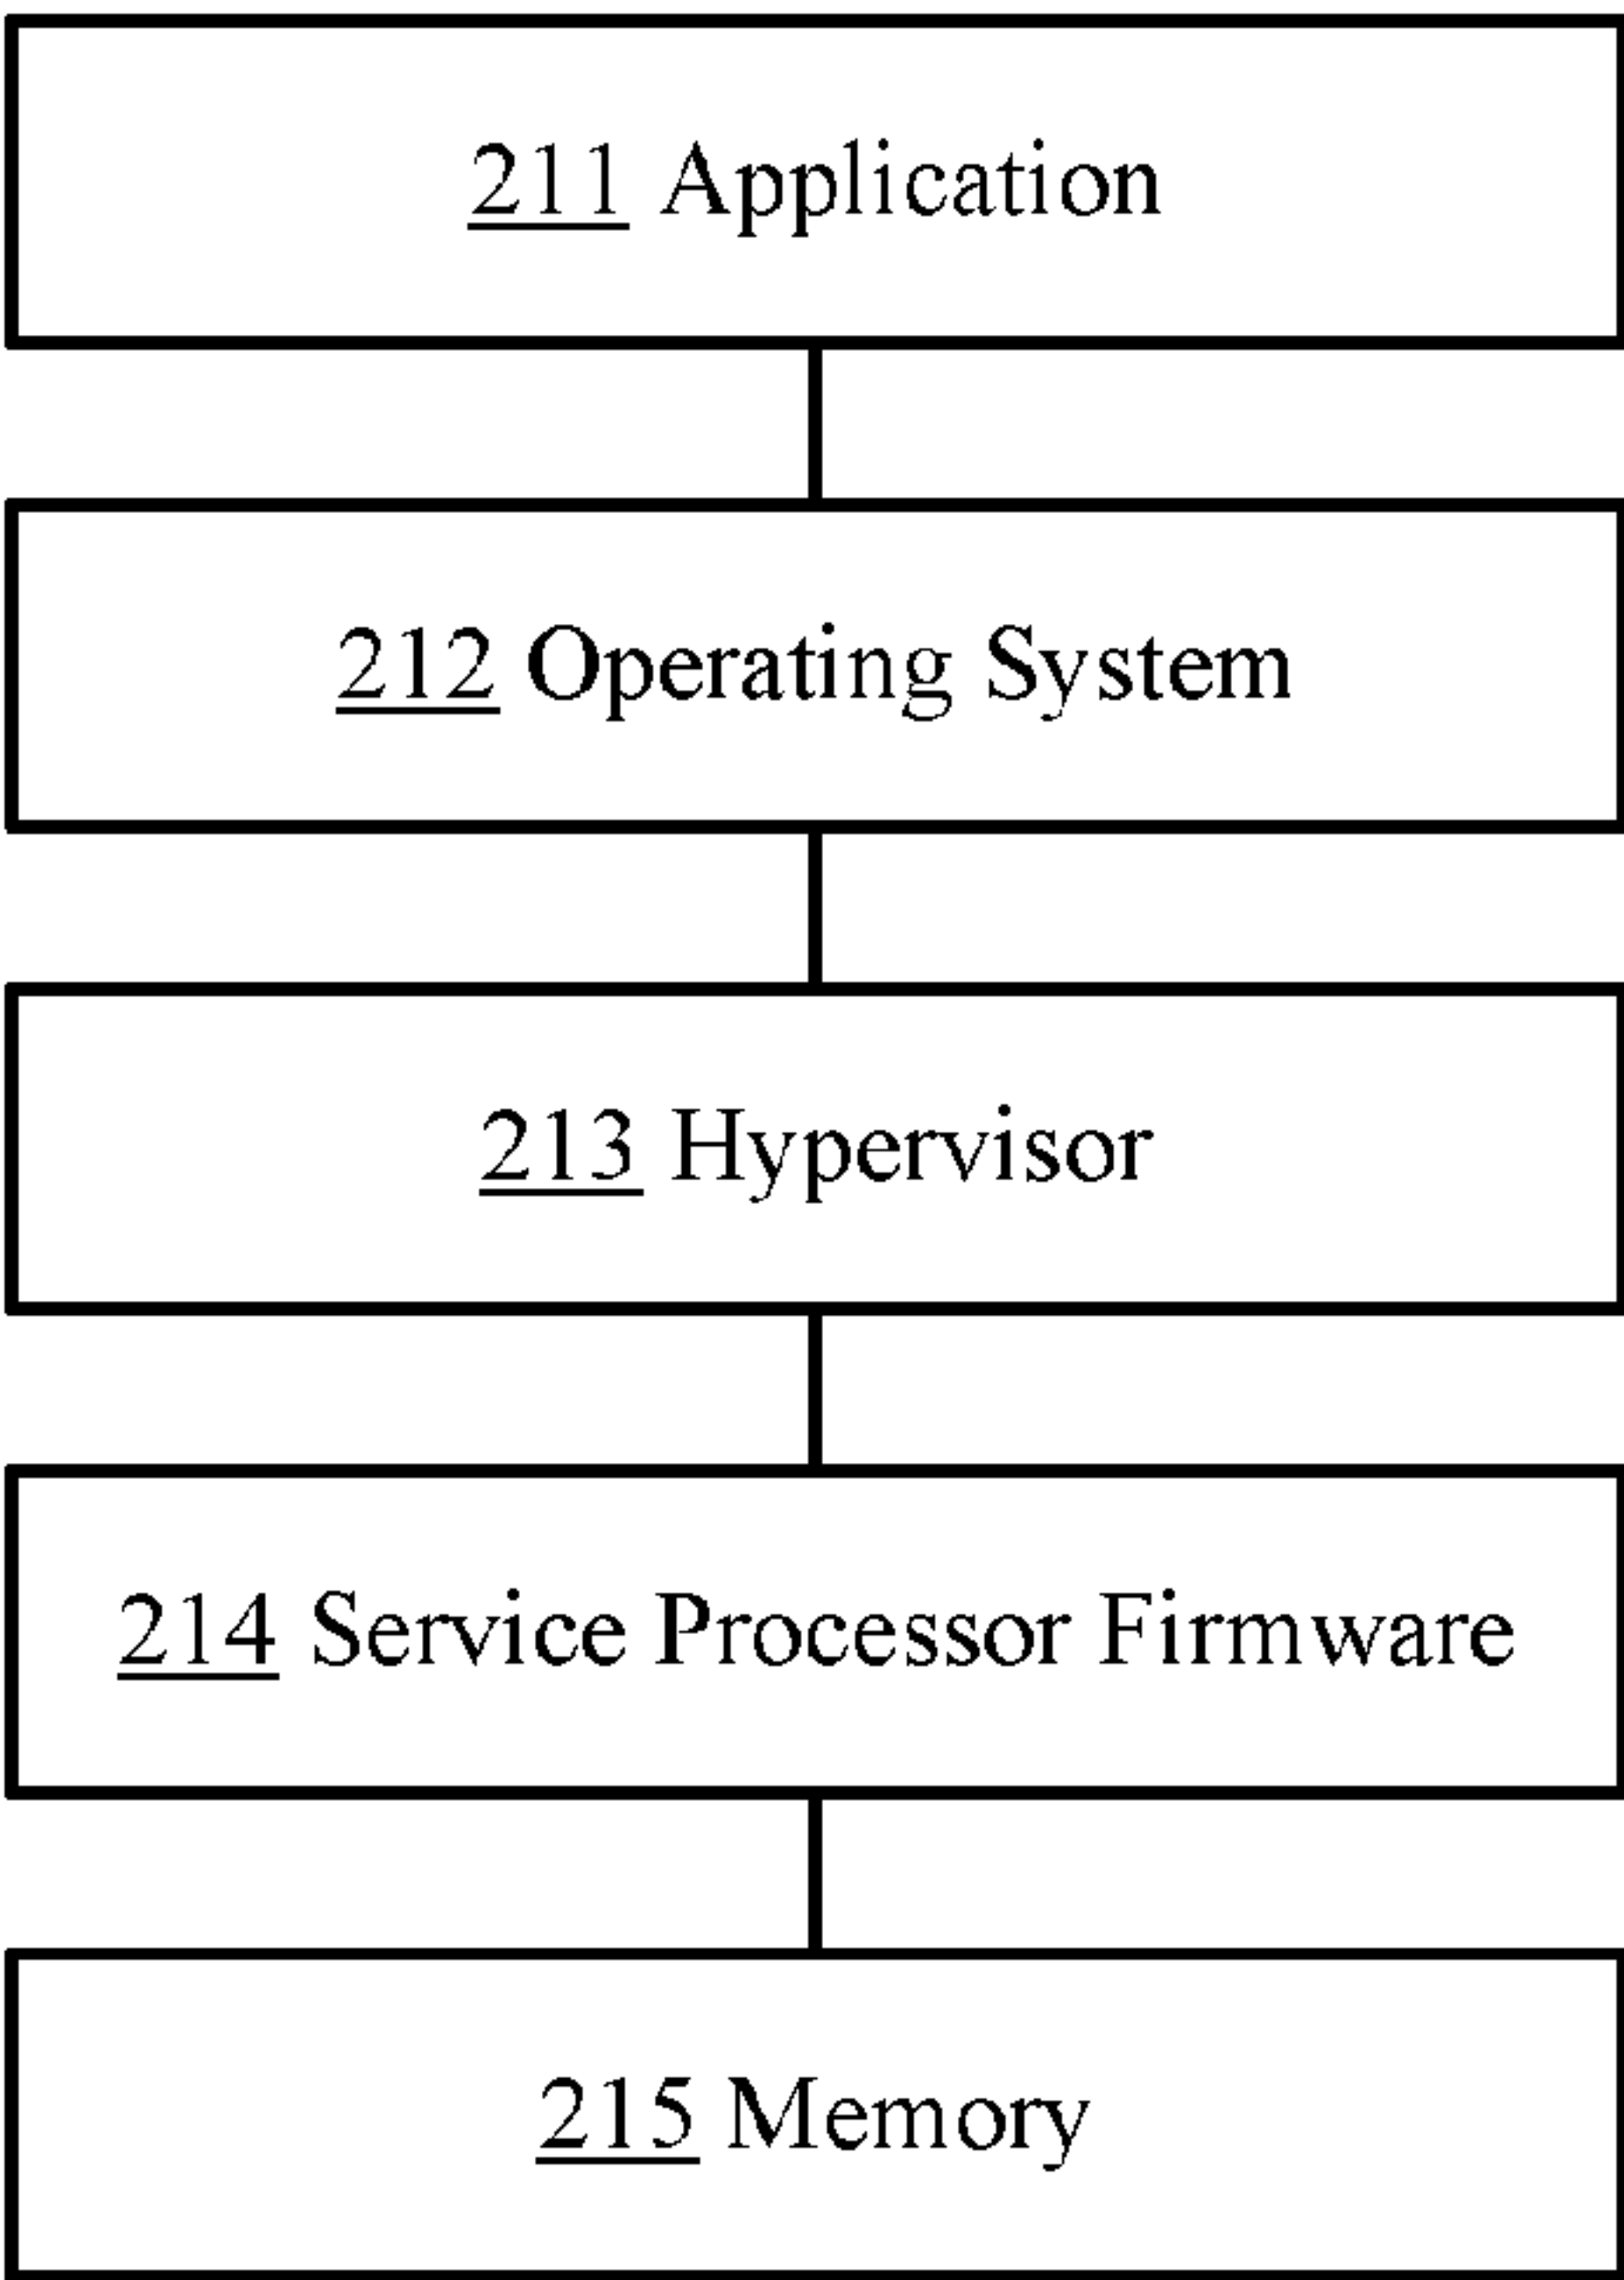 211 Application
212 Operating System
213 Hypervisor
214 Service Processor Firmware
215 Memory